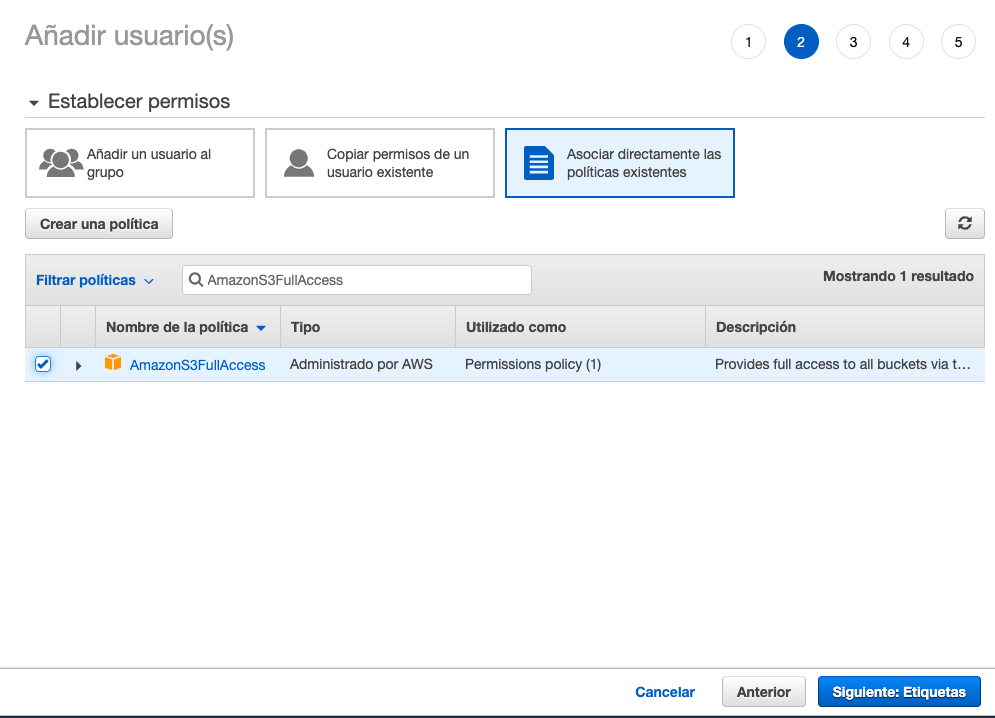 Añadir usuario(s)
1 2 3 4 5
Establecer permisos
Añadir un usuario al
grupo
Copiar permisos de un
usuario existente
Asociar directamente las
políticas existentes
Crear una política
Filtrar políticas
AmazonS3FullAccess
Mostrando 1 resultado
Nombre de la política Tipo Utilizado como Descripción
AmazonS3FullAccess Administrado por AWS Permissions policy (1) Provides full access to all buckets via t…
Cancelar Anterior Siguiente: Etiquetas